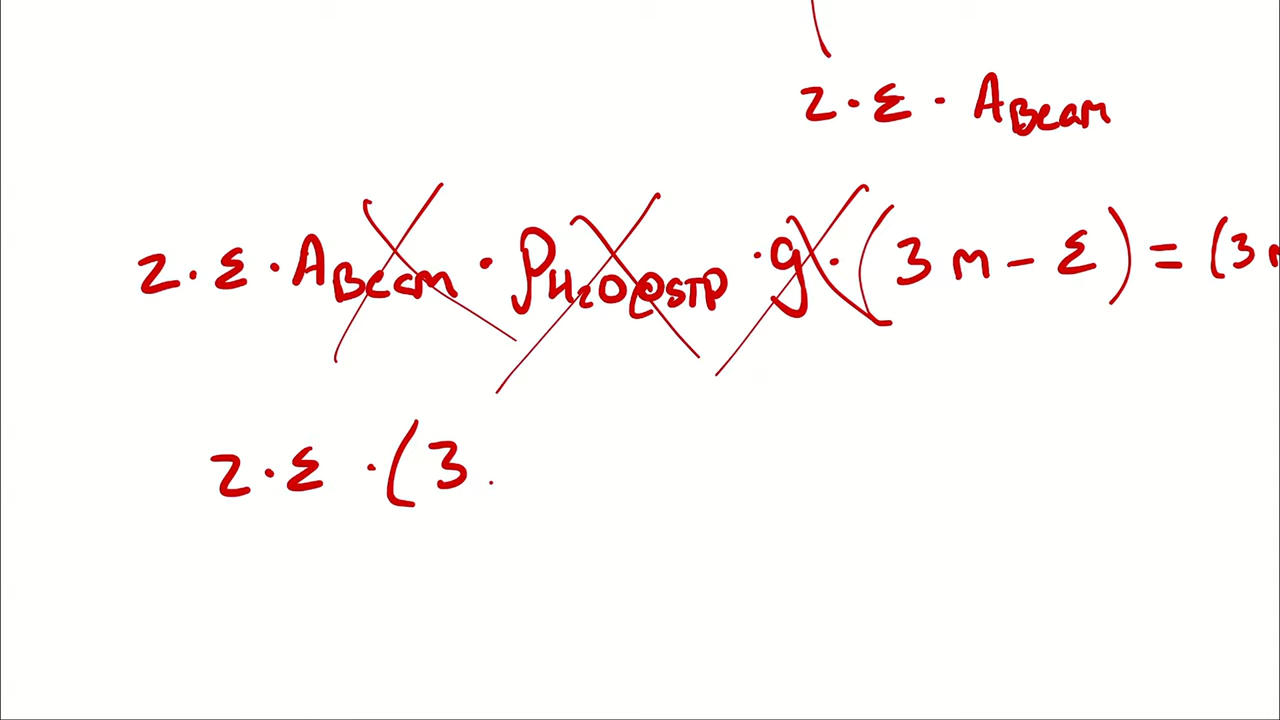 2 · ε · A_Beam
2 · ε · A_Beam · ρ_H₂O@STP · g · (3 m − ε) = (3 m
2 · ε · (3